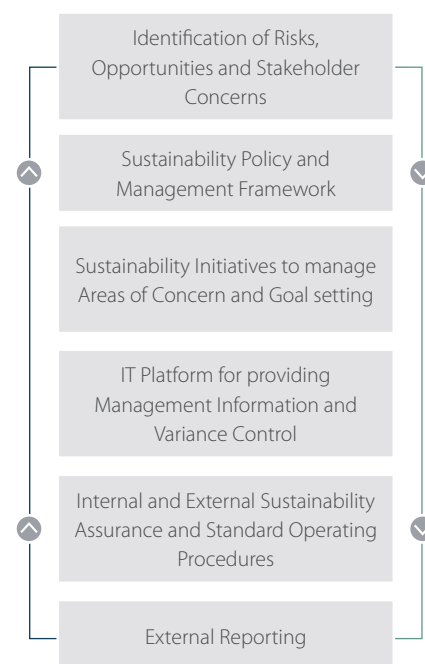 Identification of Risks,
Opportunities and Stakeholder
Concerns
Sustainability Policy and
Management Framework
Sustainability Initiatives to manage
Areas of Concern and Goal setting
IT Platform for providing
Management Information and
Variance Control
Internal and External Sustainability
Assurance and Standard Operating
Procedures
External Reporting